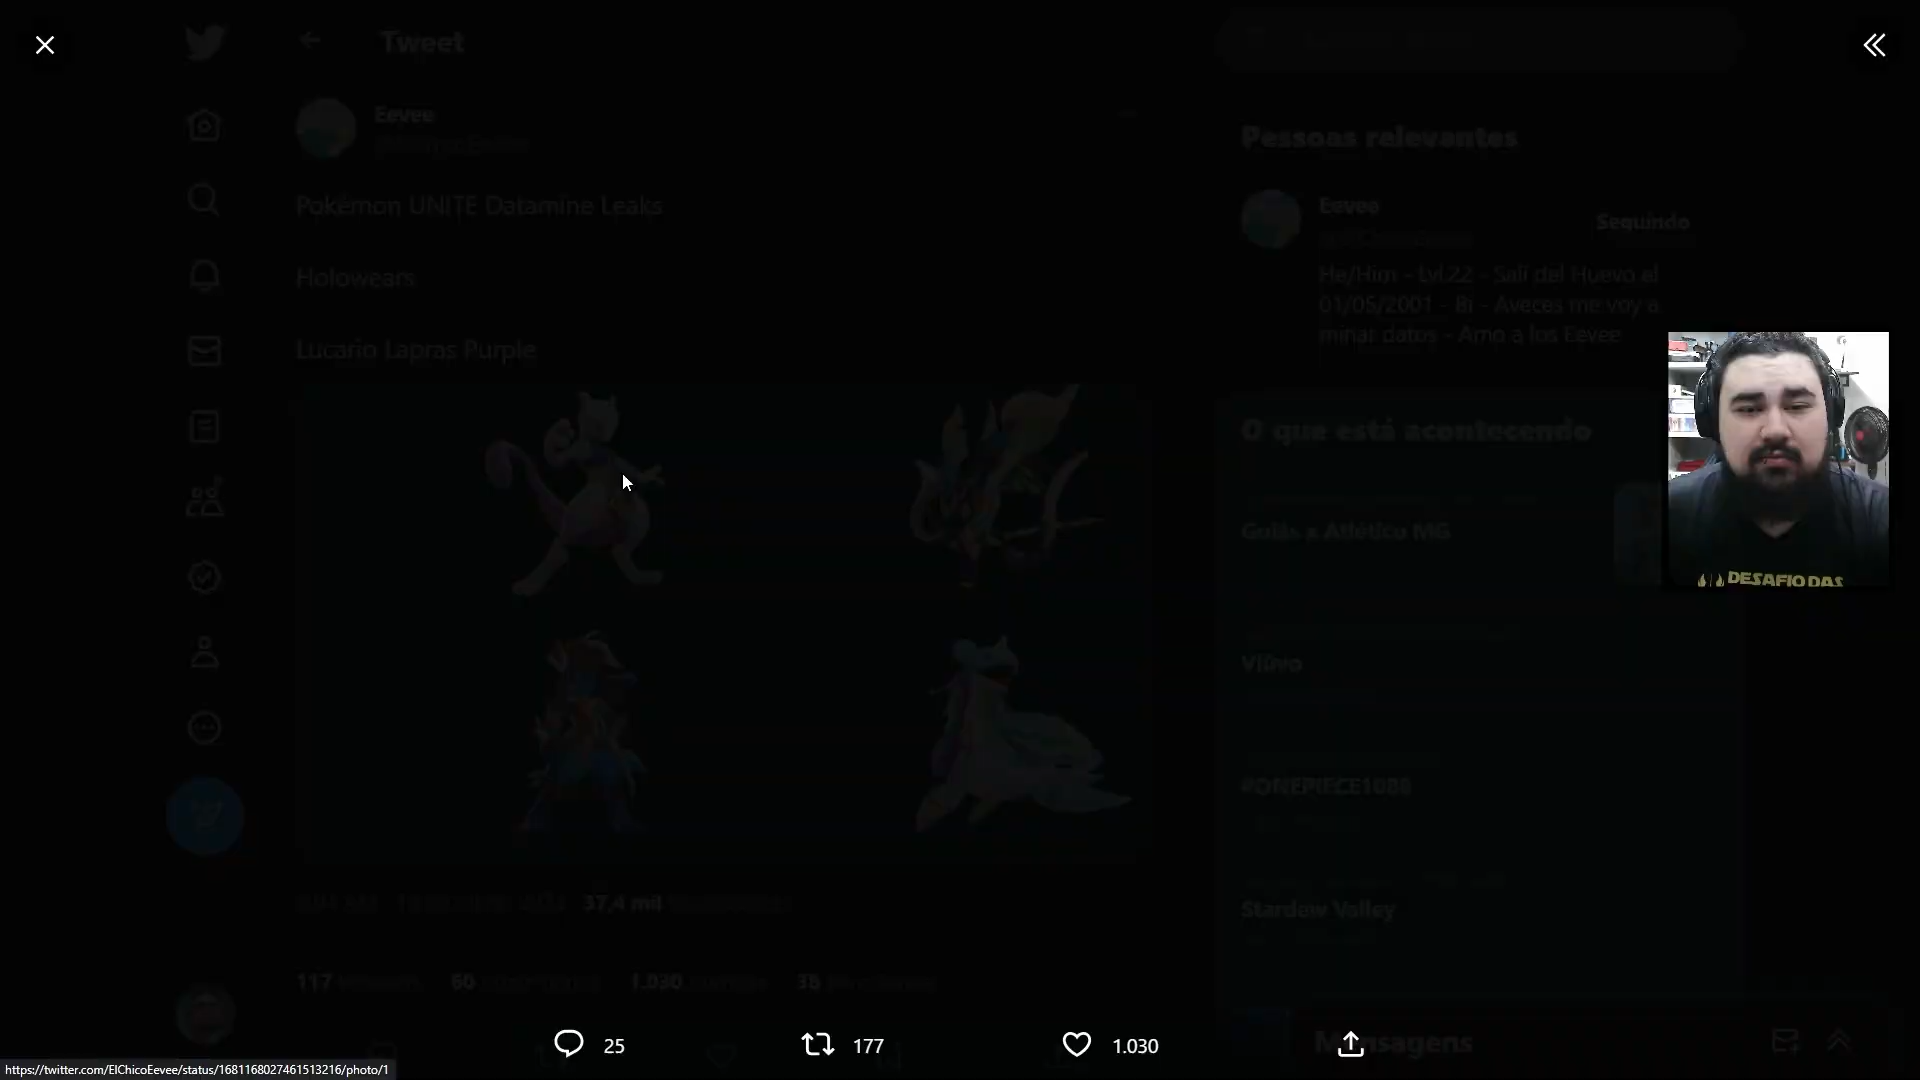 Tweet
Eevee
Pokémon UNITE Datamine Leaks
Holowears
Lucario Lapras Purple
37,4 mil
117
60
1.030
38
25
177
1.030
Pessoas relevantes
Eevee
Seguindo
He/Him - Lvl.22 - Salí del Huevo el
01/05/2001 - Bi - Aveces me voy a
minar datos - Amo a los Eevee
O que está acontecendo
Goiás x Atlético MG
#ONEPIECE1088
Stardew Valley
Mensagens
DESAFIO DAS
https://twitter.com/ElChicoEevee/status/1681168027461513216/photo/1